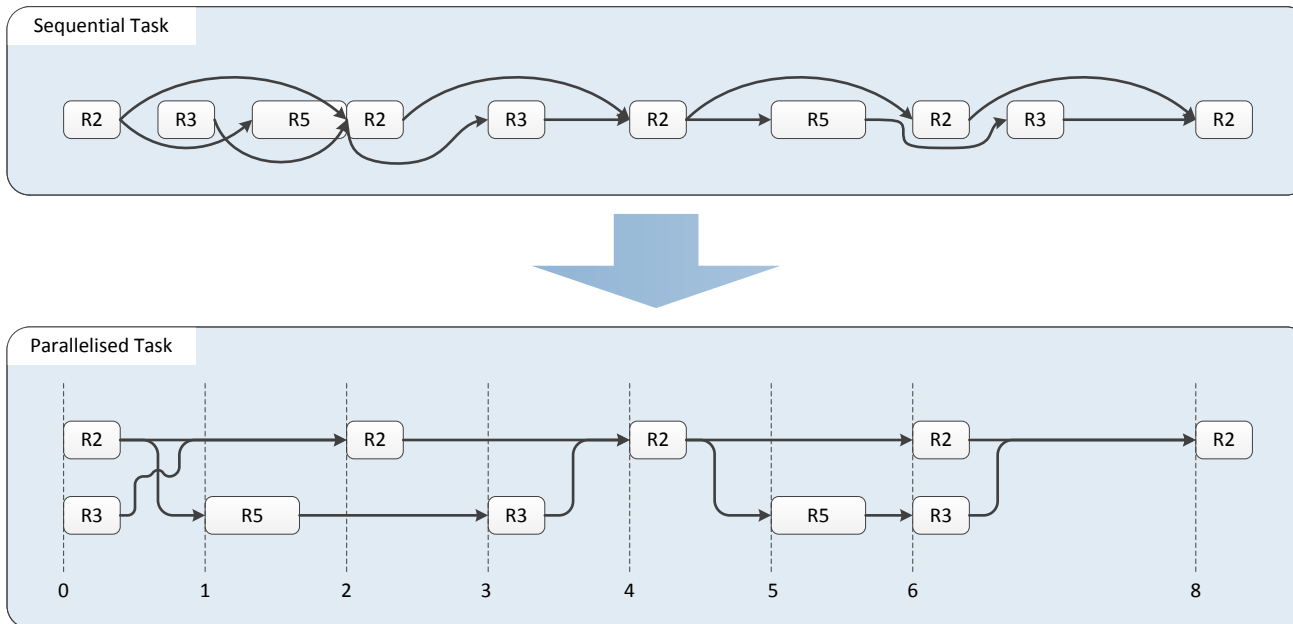 Sequential Task
R2 R3 R5 R2 R3 R2 R5 R2 R3 R2
Parallelised Task
R2 R2 R2 R2 R2
R3 R5 R3 R5 R3
0 1 2 3 4 5 6 8